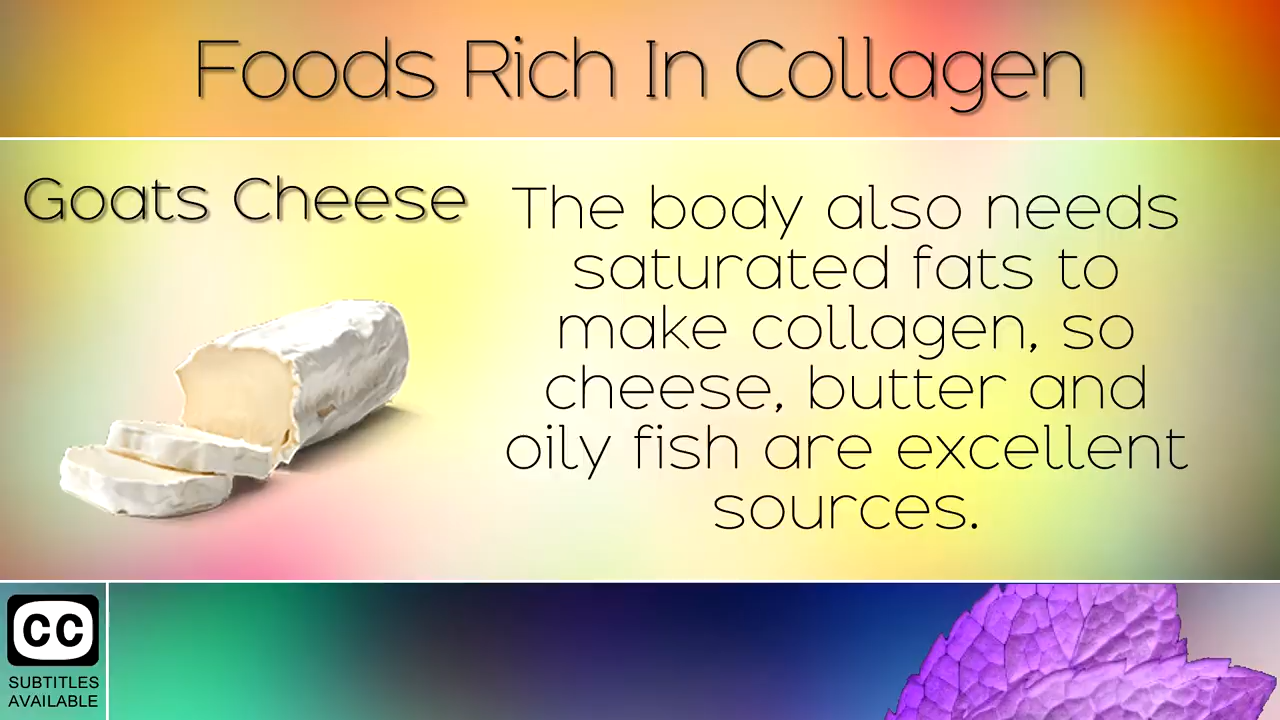 Foods Rich In Collagen
Goats Cheese
The body also needs
saturated fats to
make collagen, so
cheese, butter and
oily fish are excellent
sources.
CC
SUBTITLES
AVAILABLE